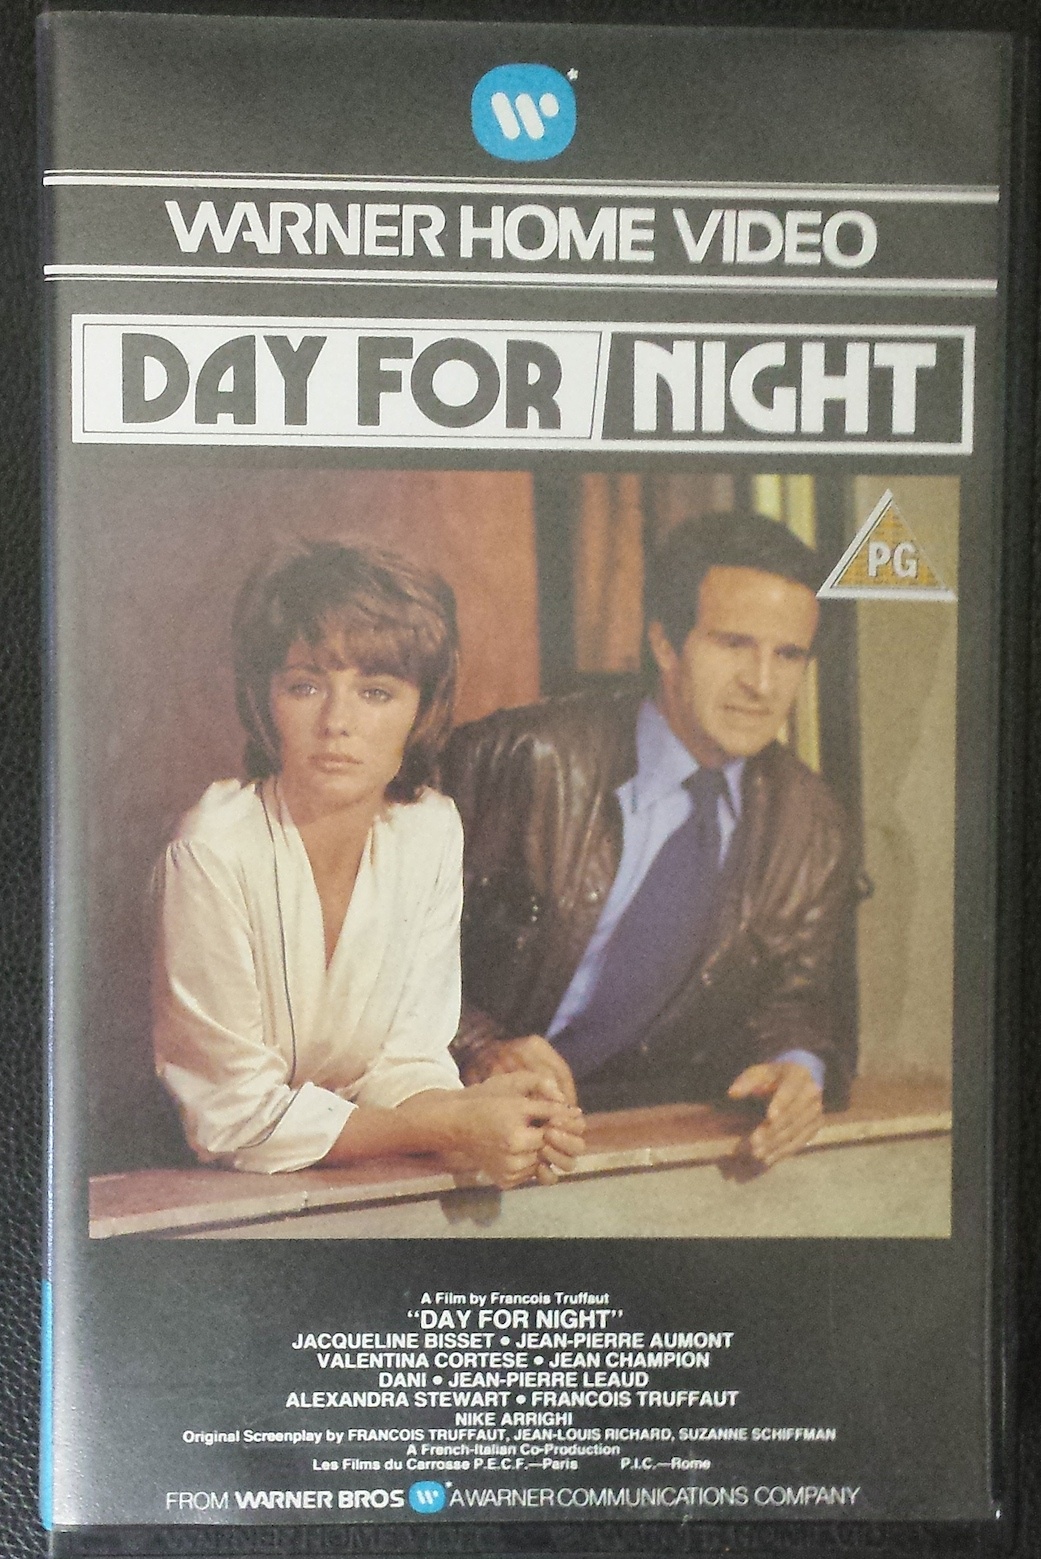 WARNER HOME VIDEO
DAY FOR NIGHT
PG
A Film by Francois Truffaut
“DAY FOR NIGHT”
JACQUELINE BISSET • JEAN-PIERRE AUMONT
VALENTINA CORTESE • JEAN CHAMPION
DANI • JEAN-PIERRE LEAUD
ALEXANDRA STEWART • FRANCOIS TRUFFAUT
NIKE ARRIGHI
Original Screenplay by FRANCOIS TRUFFAUT, JEAN-LOUIS RICHARD, SUZANNE SCHIFFMAN
A French-Italian Co-Production
Les Films du Carrosse P.E.C.F.—Paris P.I.C.—Rome
FROM WARNER BROS A WARNER COMMUNICATIONS COMPANY